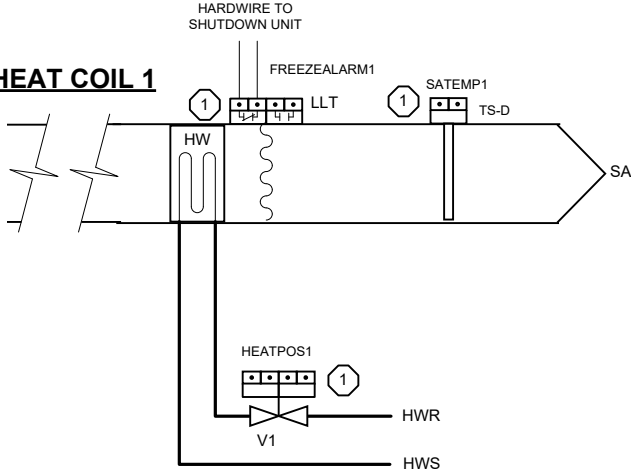 HARDWIRE TO
SHUTDOWN UNIT
HEAT COIL 1
FREEZEALARM1
1
LLT
SATEMP1
1
TS-D
HW
SA
HEATPOS1
1
HWR
V1
HWS